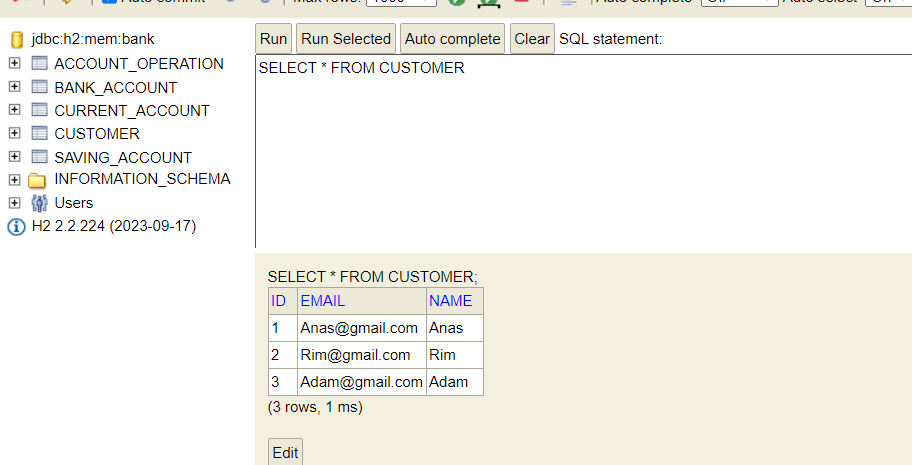 Auto commit Max rows: 1000 Auto complete Off Auto select On
jdbc:h2:mem:bank
ACCOUNT_OPERATION
BANK_ACCOUNT
CURRENT_ACCOUNT
CUSTOMER
SAVING_ACCOUNT
INFORMATION_SCHEMA
Users
H2 2.2.224 (2023-09-17)
Run Run Selected Auto complete Clear SQL statement:
SELECT * FROM CUSTOMER
SELECT * FROM CUSTOMER;
ID EMAIL NAME
1 Anas@gmail.com Anas
2 Rim@gmail.com Rim
3 Adam@gmail.com Adam
(3 rows, 1 ms)
Edit